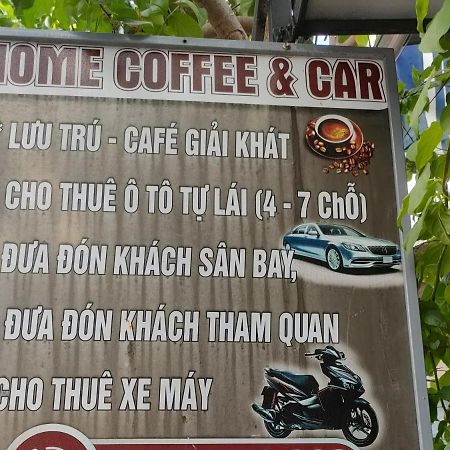 HOME COFFEE & CAR
* LƯU TRÚ - CAFÉ GIẢI KHÁT
CHO THUÊ Ô TÔ TỰ LÁI (4 - 7 ChỖ)
ĐƯA ĐÓN KHÁCH SÂN BAY,
ĐƯA ĐÓN KHÁCH THAM QUAN
CHO THUÊ XE MÁY